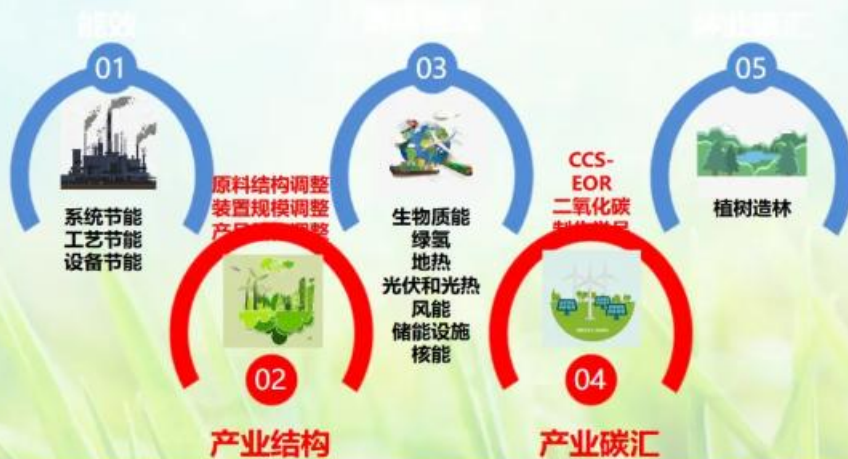 01
系统节能
工艺节能
设备节能
原料结构调整
装置规模调整
02
产业结构
03
生物质能
绿氢
地热
光伏和光热
风能
储能设施
核能
CCS-
EOR
二氧化碳
04
产业碳汇
05
植树造林